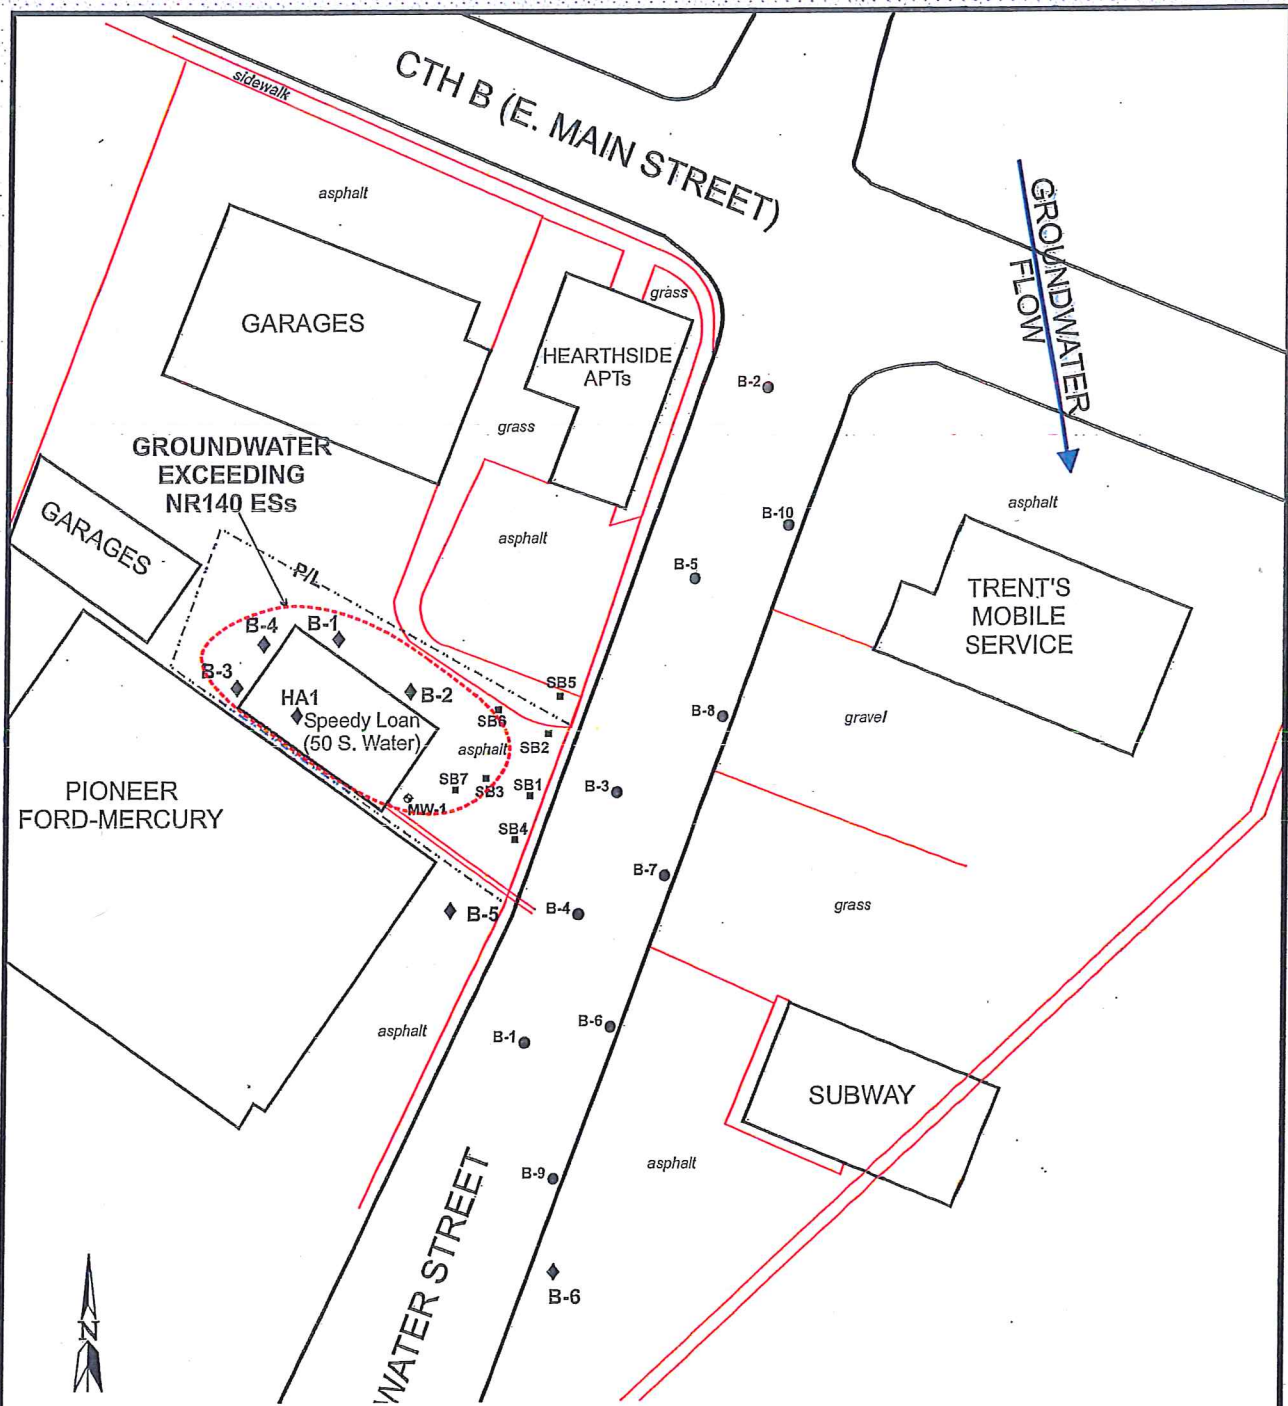 CTH B (E. MAIN STREET)
sidewalk
asphalt
GROUNDWATER
FLOW
GARAGES
grass
HEARTHSIDE
APTs
B-2
grass
GROUNDWATER
EXCEEDING
NR140 ESs
GARAGES
asphalt
B-10
asphalt
B-5
P/L
TRENT'S
MOBILE
SERVICE
B-4
B-1
B-3
B-2
HA1
Speedy Loan
(50 S. Water)
asphalt
SB5
SB6
SB2
B-8
gravel
SB7
SB3
SB1
B-3
MW-1
SB4
PIONEER
FORD-MERCURY
B-7
B-5
B-4
grass
asphalt
B-1
B-6
SUBWAY
B-9
asphalt
WATER STREET
B-6
N